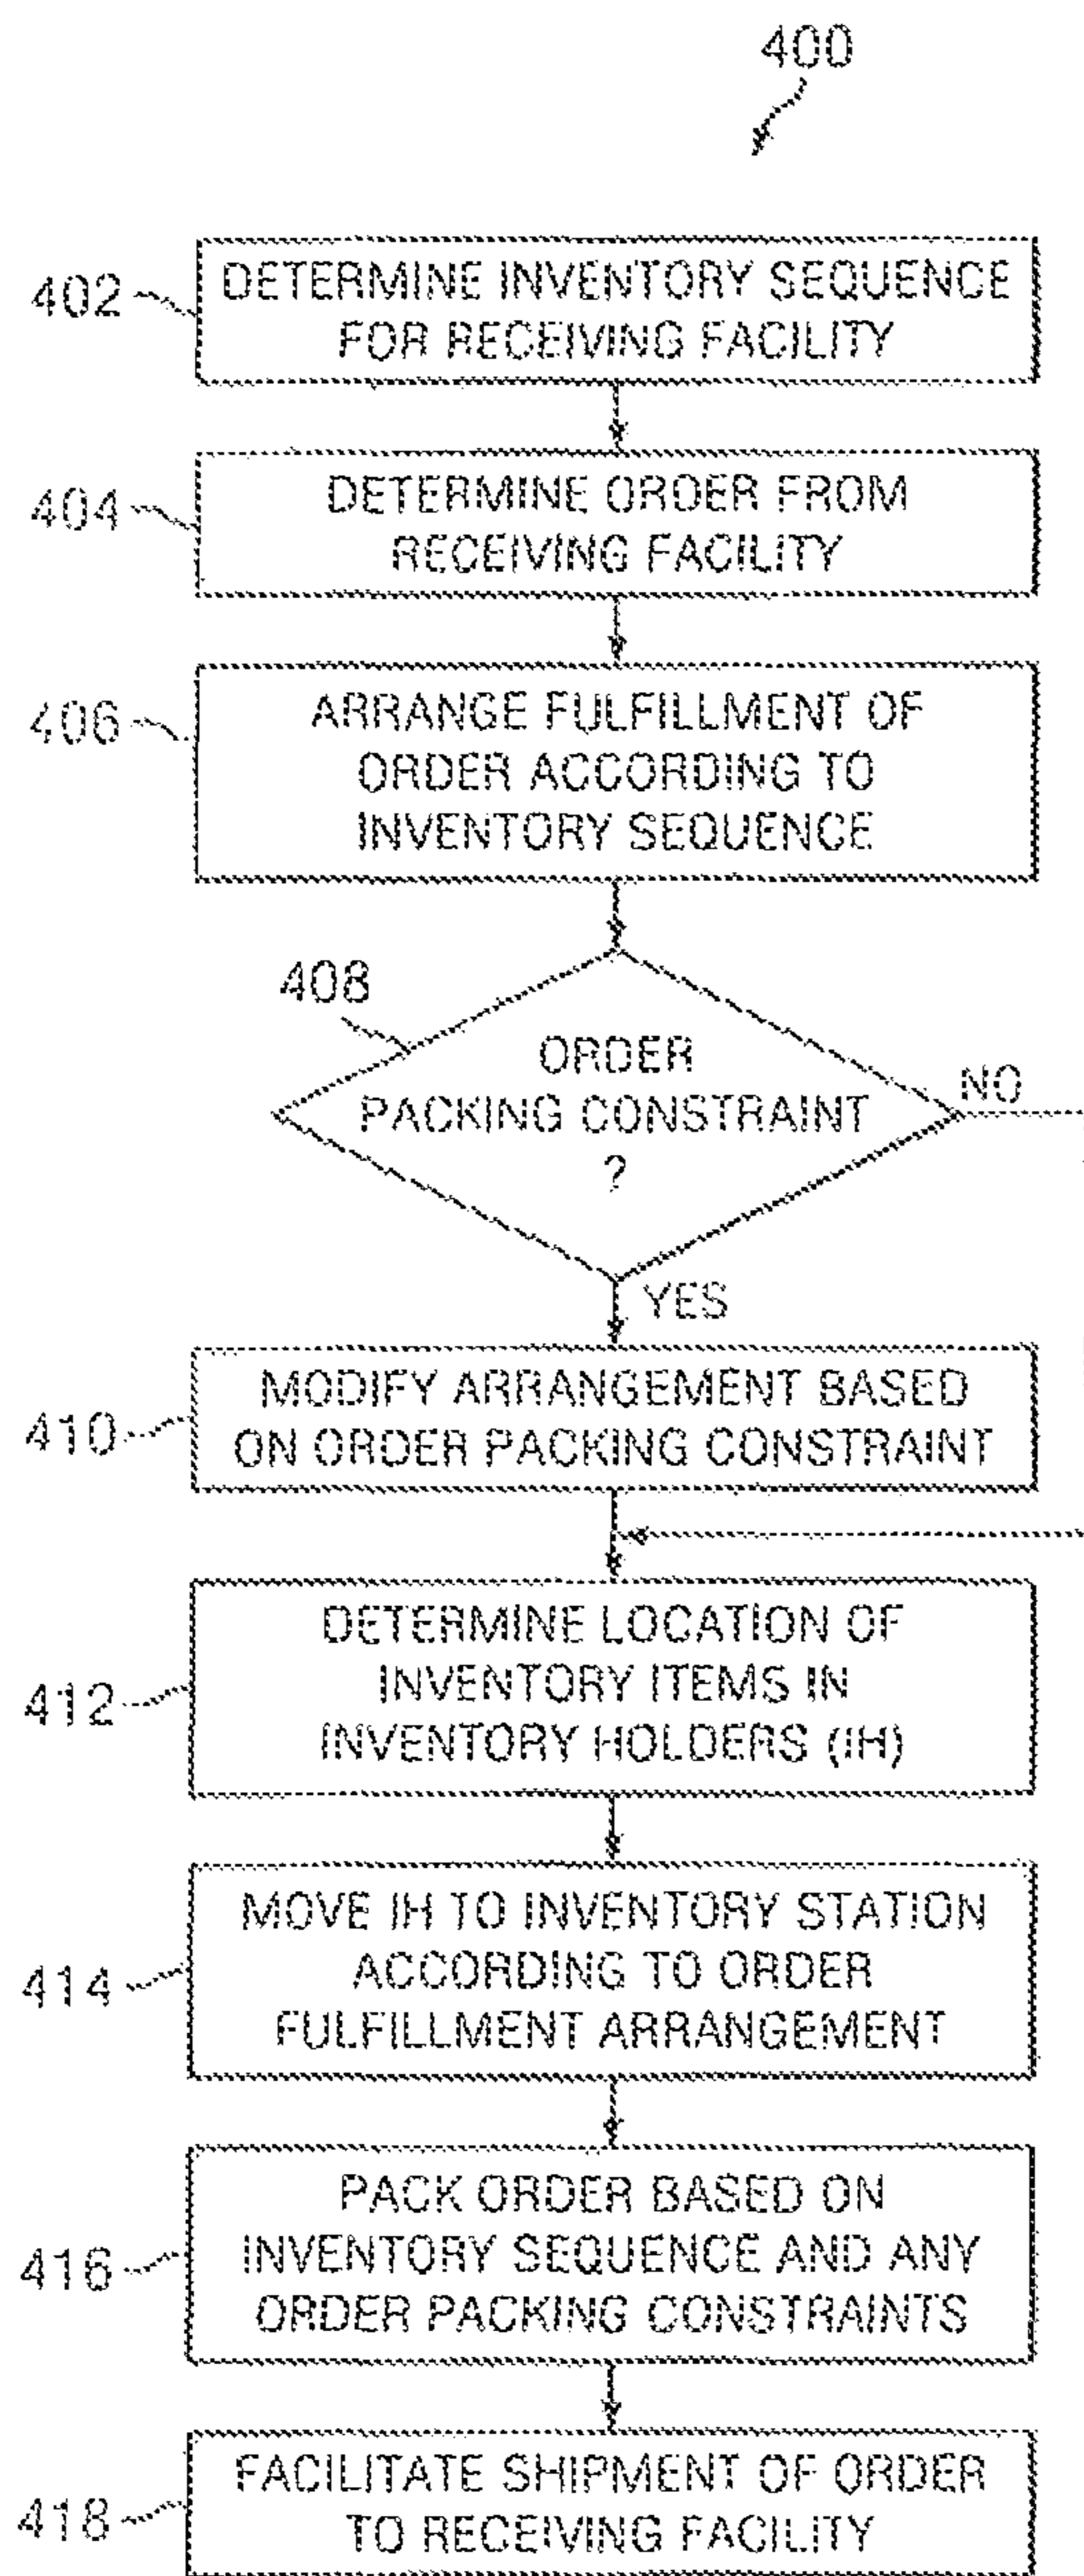 400
402
DETERMINE INVENTORY SEQUENCE
FOR RECEIVING FACILITY
404
DETERMINE ORDER FROM
RECEIVING FACILITY
406
ARRANGE FULFILLMENT OF
ORDER ACCORDING TO
INVENTORY SEQUENCE
408
ORDER
PACKING CONSTRAINT
?
NO
YES
410
MODIFY ARRANGEMENT BASED
ON ORDER PACKING CONSTRAINT
412
DETERMINE LOCATION OF
INVENTORY ITEMS IN
INVENTORY HOLDERS (IH)
414
MOVE IH TO INVENTORY STATION
ACCORDING TO ORDER
FULFILLMENT ARRANGEMENT
416
PACK ORDER BASED ON
INVENTORY SEQUENCE AND ANY
ORDER PACKING CONSTRAINTS
418
FACILITATE SHIPMENT OF ORDER
TO RECEIVING FACILITY